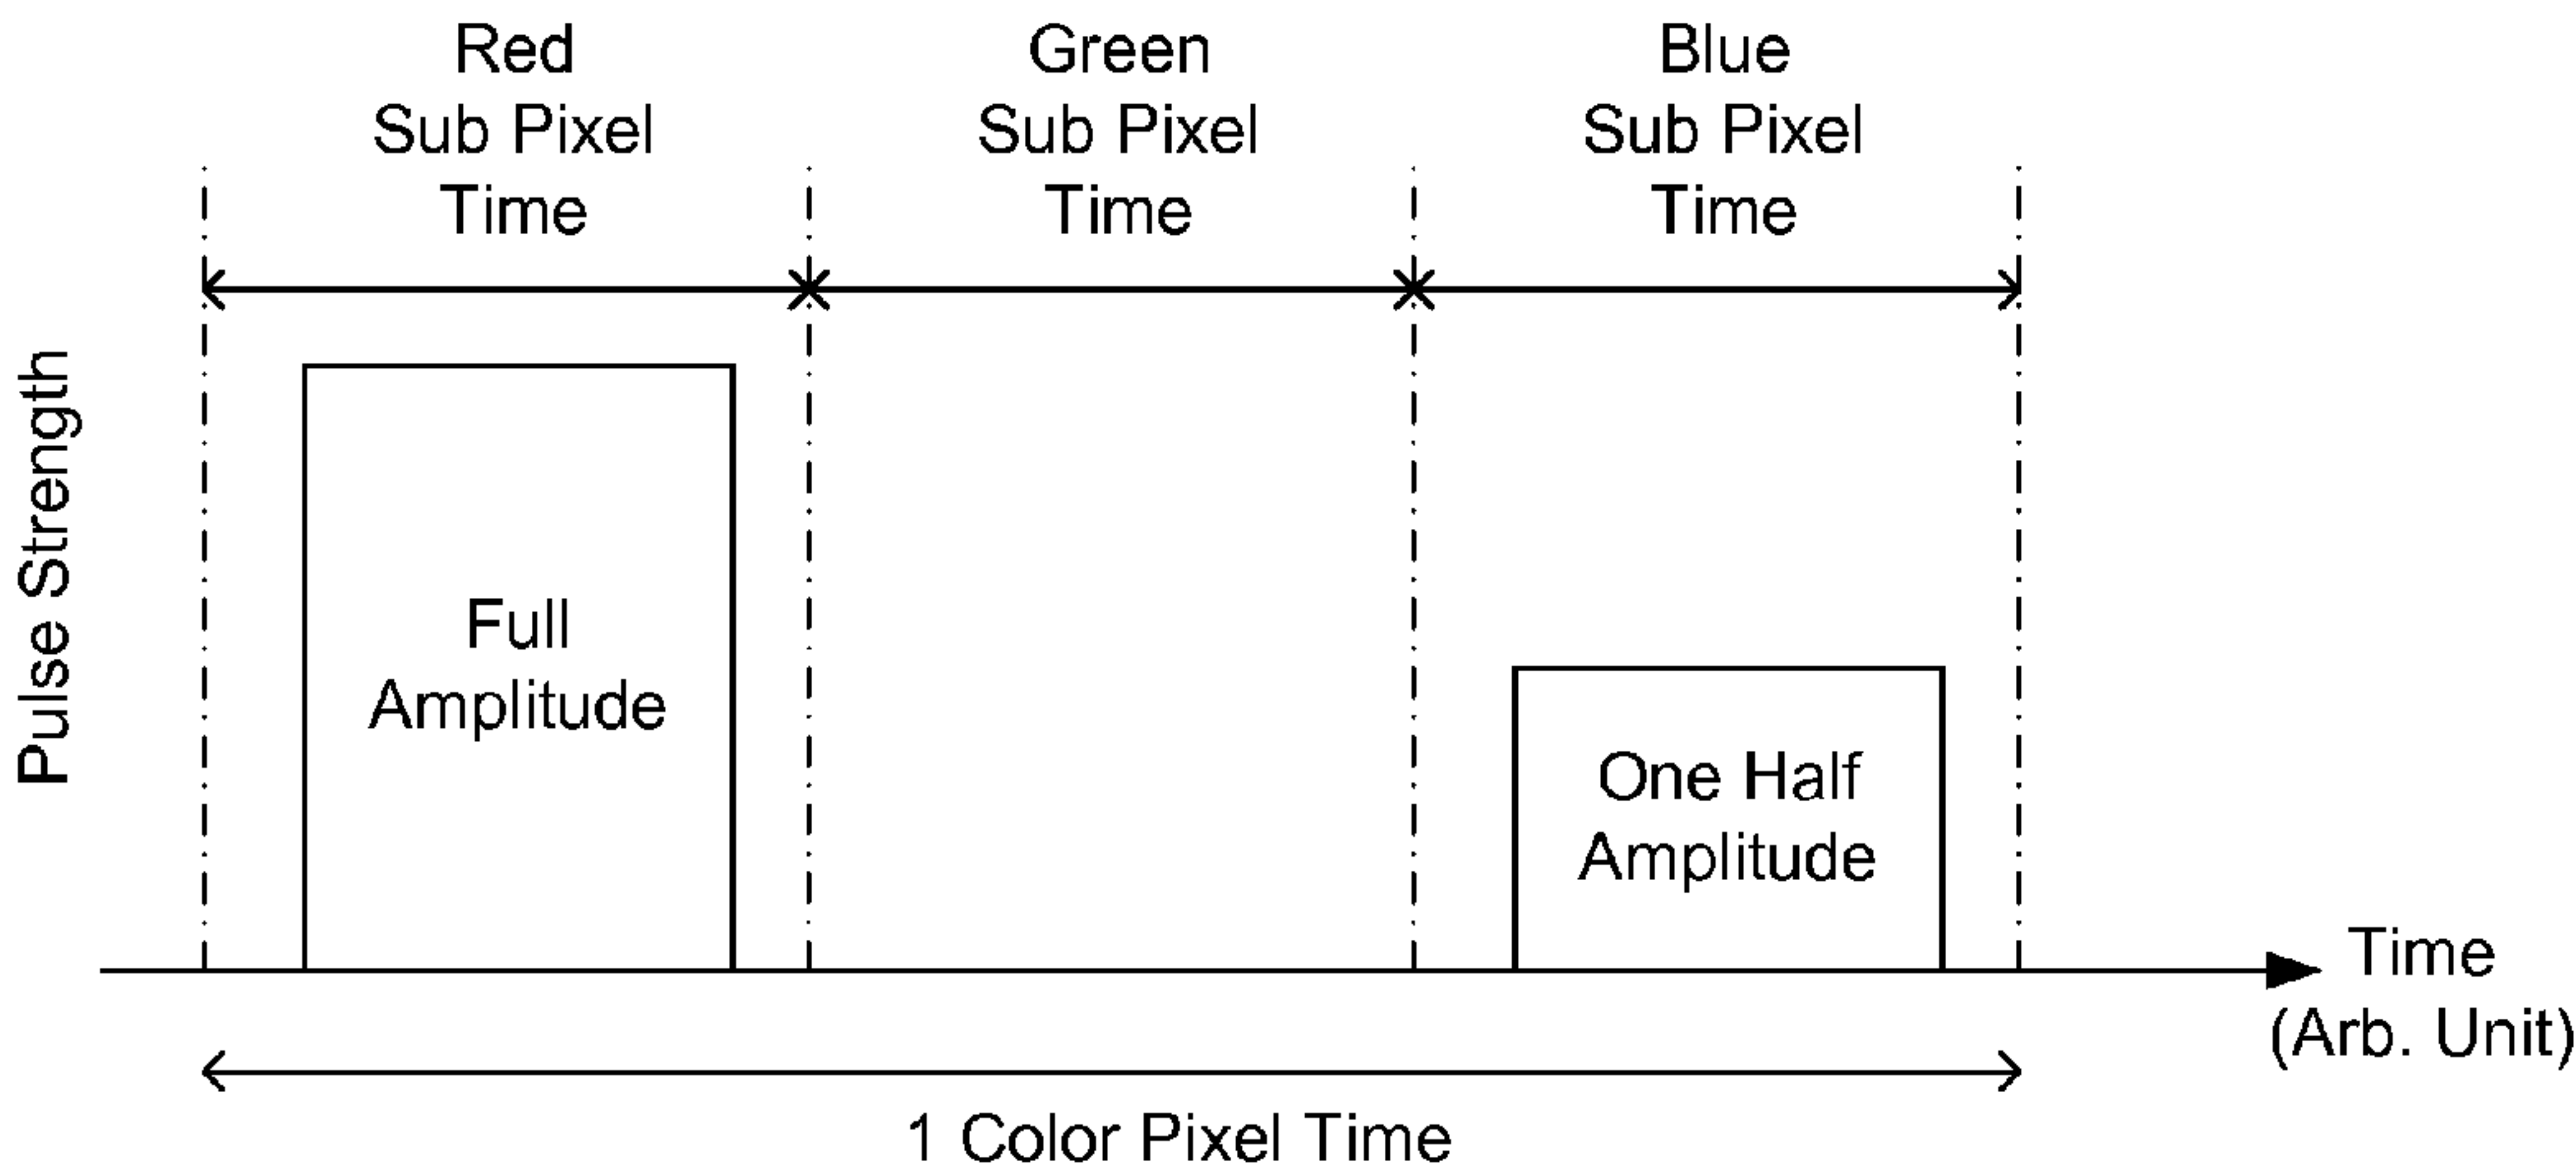 Red
Sub Pixel
Time
Green
Sub Pixel
Time
Blue
Sub Pixel
Time
Pulse Strength
Full
Amplitude
One Half
Amplitude
Time
(Arb. Unit)
1 Color Pixel Time